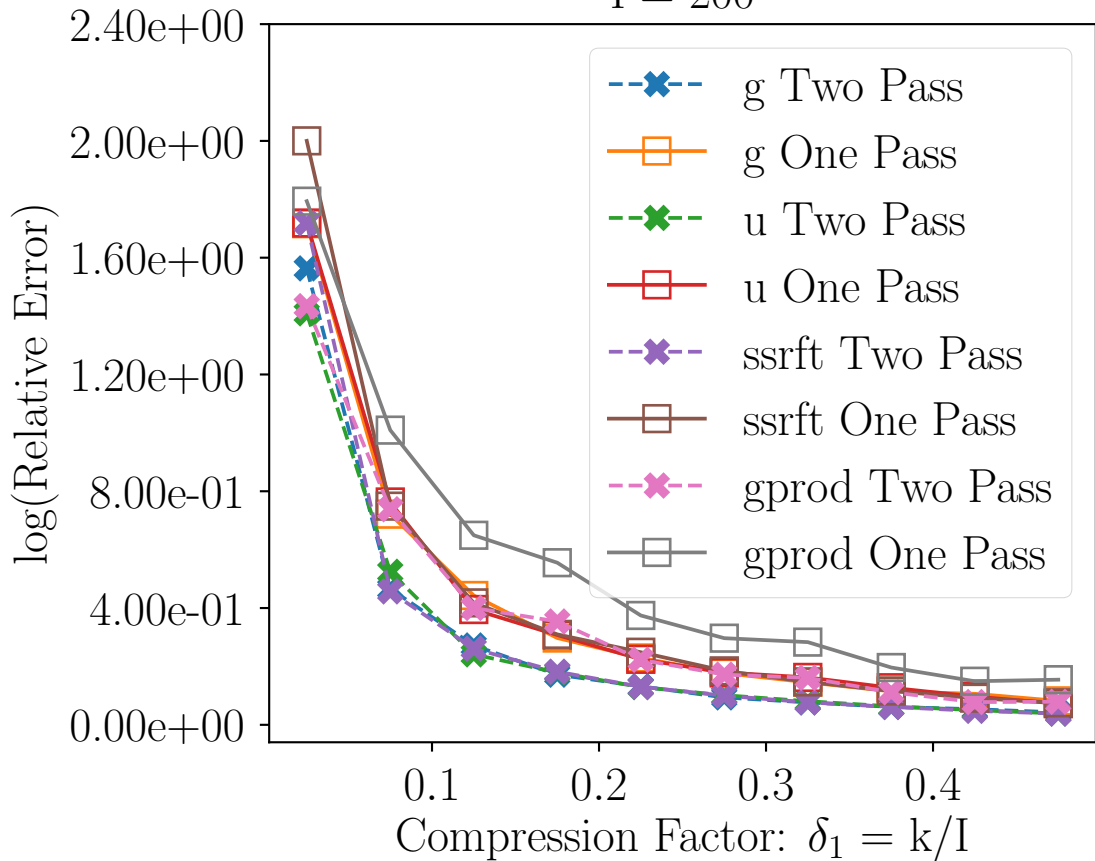 I = 200
2.40e+00
2.00e+00
1.60e+00
1.20e+00
8.00e-01
4.00e-01
0.00e+00
log(Relative Error)
g Two Pass
g One Pass
u Two Pass
u One Pass
ssrft Two Pass
ssrft One Pass
gprod Two Pass
gprod One Pass
0.1 0.2 0.3 0.4
Compression Factor: δ₁ = k/I